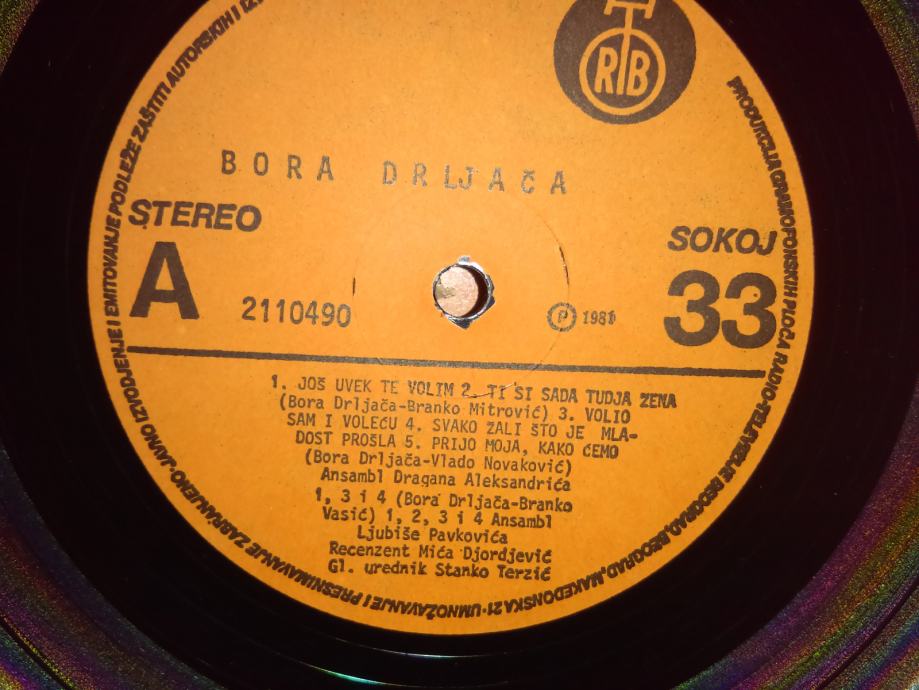 RTB
BORA DRLJAČA
STEREO
SOKOJ
A
33
2110490
Ⓟ 1981
1. JOŠ UVEK TE VOLIM 2. TI SI SADA TUDJA ŽENA
(Bora Drljača-Branko Mitrović) 3. VOLIO
SAM I VOLEĆU 4. SVAKO ŽALI ŠTO JE MLA-
DOST PROŠLA 5. PRIJO MOJA, KAKO ĆEMO
(Bora Drljača-Vlado Novaković)
Ansambl Dragana Aleksandrića
1, 3 i 4 (Bora Drljača-Branko
Vasić) 1, 2, 3 i 4 Ansambl
Ljubiše Pavkovića
Recenzent Mića Djordjević
Gl. urednik Stanko Terzić
PRODUKCIJA GRAMOFONSKIH PLOČA RADIO-TELEVIZIJE BEOGRAD, BEOGRAD, MAKEDONSKA 21 · UMNOŽAVANJE I PRESNIMAVANJE ZABRANJENO · JAVNO IZVODJENJE I EMITOVANJE PODLEŽE ZAŠTITI AUTORSKIH I